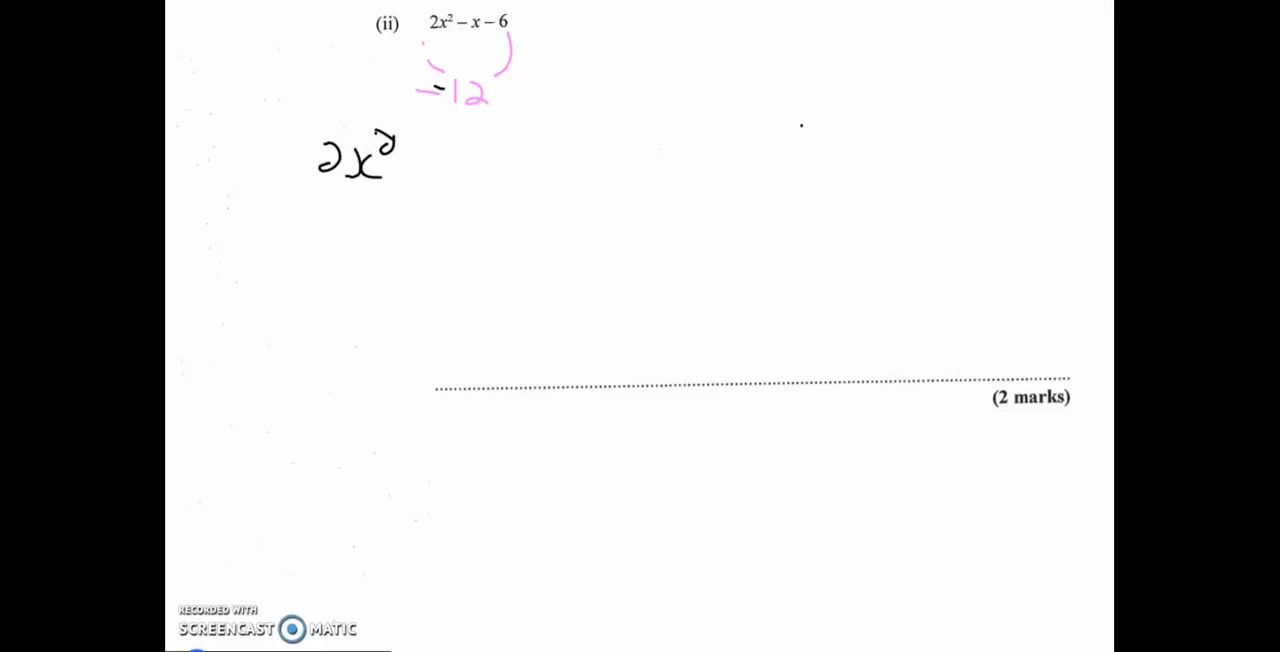 (ii) 2x² – x – 6
-12
2x²
(2 marks)
RECORDED WITH
SCREENCAST MATIC